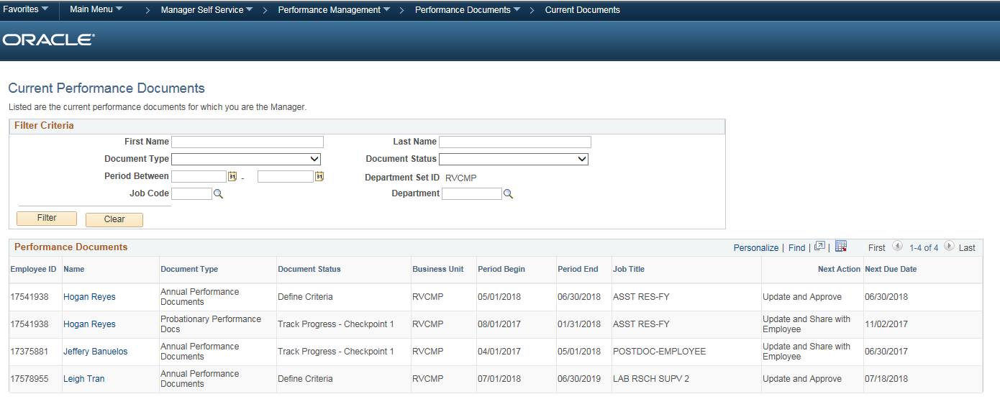 Favorites Main Menu > Manager Self Service > Performance Management > Performance Documents > Current Documents
ORACLE®
Current Performance Documents
Listed are the current performance documents for which you are the Manager.
Filter Criteria
First Name Last Name
Document Type Document Status
Period Between 31 - 31 Department Set ID RVCMP
Job Code Department
Filter Clear
Performance Documents Personalize | Find | | First 1-4 of 4 Last
Employee ID Name Document Type Document Status Business Unit Period Begin Period End Job Title Next Action Next Due Date
17541938 Hogan Reyes Annual Performance Documents Define Criteria RVCMP 05/01/2018 06/30/2018 ASST RES-FY Update and Approve 06/30/2018
17541938 Hogan Reyes Probationary Performance Docs Track Progress - Checkpoint 1 RVCMP 08/01/2017 01/31/2018 ASST RES-FY Update and Share with Employee 11/02/2017
17375881 Jeffery Banuelos Annual Performance Documents Track Progress - Checkpoint 1 RVCMP 04/01/2017 05/01/2018 POSTDOC-EMPLOYEE Update and Share with Employee 06/30/2017
17578955 Leigh Tran Annual Performance Documents Define Criteria RVCMP 07/01/2018 06/30/2019 LAB RSCH SUPV 2 Update and Approve 07/18/2018